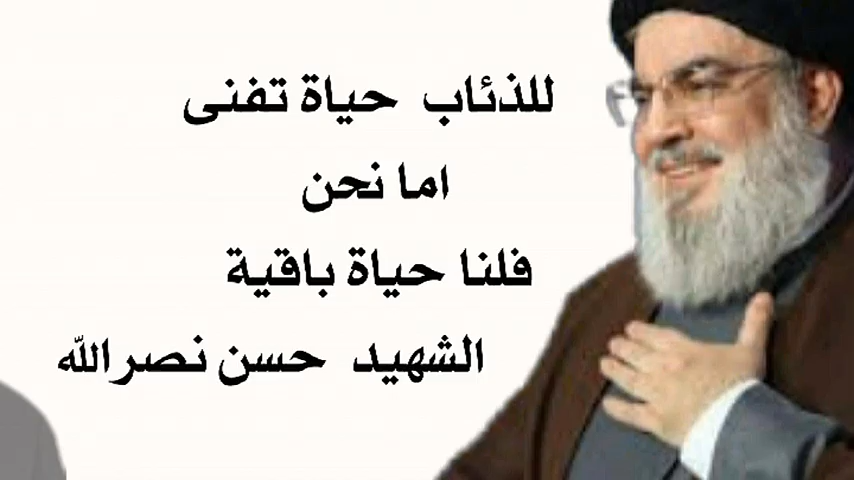 للذئاب حياة تفنى
اما نحن
فلنا حياة باقية
الشهيد حسن نصرالله